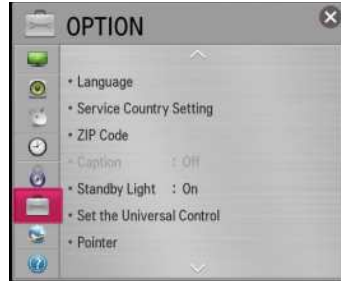 OPTION
• Language
• Service Country Setting
• ZIP Code
• Caption : Off
• Standby Light : On
• Set the Universal Control
• Pointer